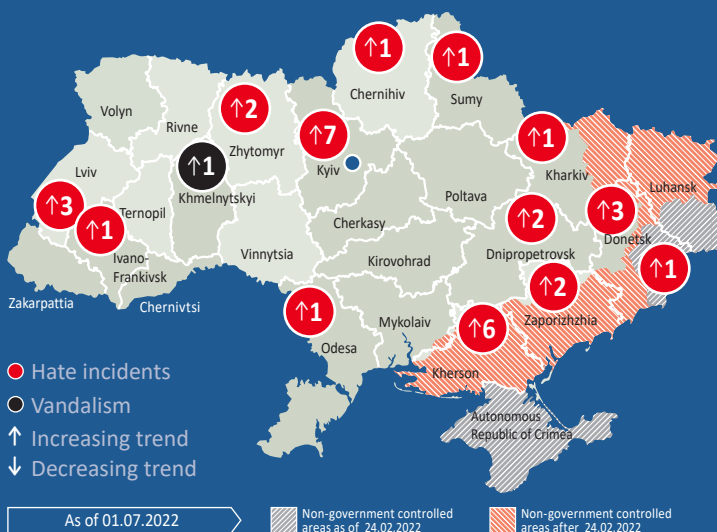 ↑1
↑1
Chernihiv
Sumy
Volyn
↑2
Rivne
↑7
↑1
Zhytomyr
↑1
Kyiv
Kharkiv
Lviv
Luhansk
Khmelnytskyi
Poltava
↑3
Ternopil
↑2
↑3
↑1
Cherkasy
Donetsk
Ivano-
Frankivsk
Vinnytsia
Kirovohrad
Dnipropetrovsk
↑1
↑2
Zakarpattia
Chernivtsi
↑1
Mykolaiv
↑6
Zaporizhzhia
Odesa
Kherson
Hate incidents
Vandalism
Autonomous
Republic of Crimea
↑ Increasing trend
↓ Decreasing trend
As of 01.07.2022
Non-government controlled
areas as of 24.02.2022
Non-government controlled
areas after 24.02.2022